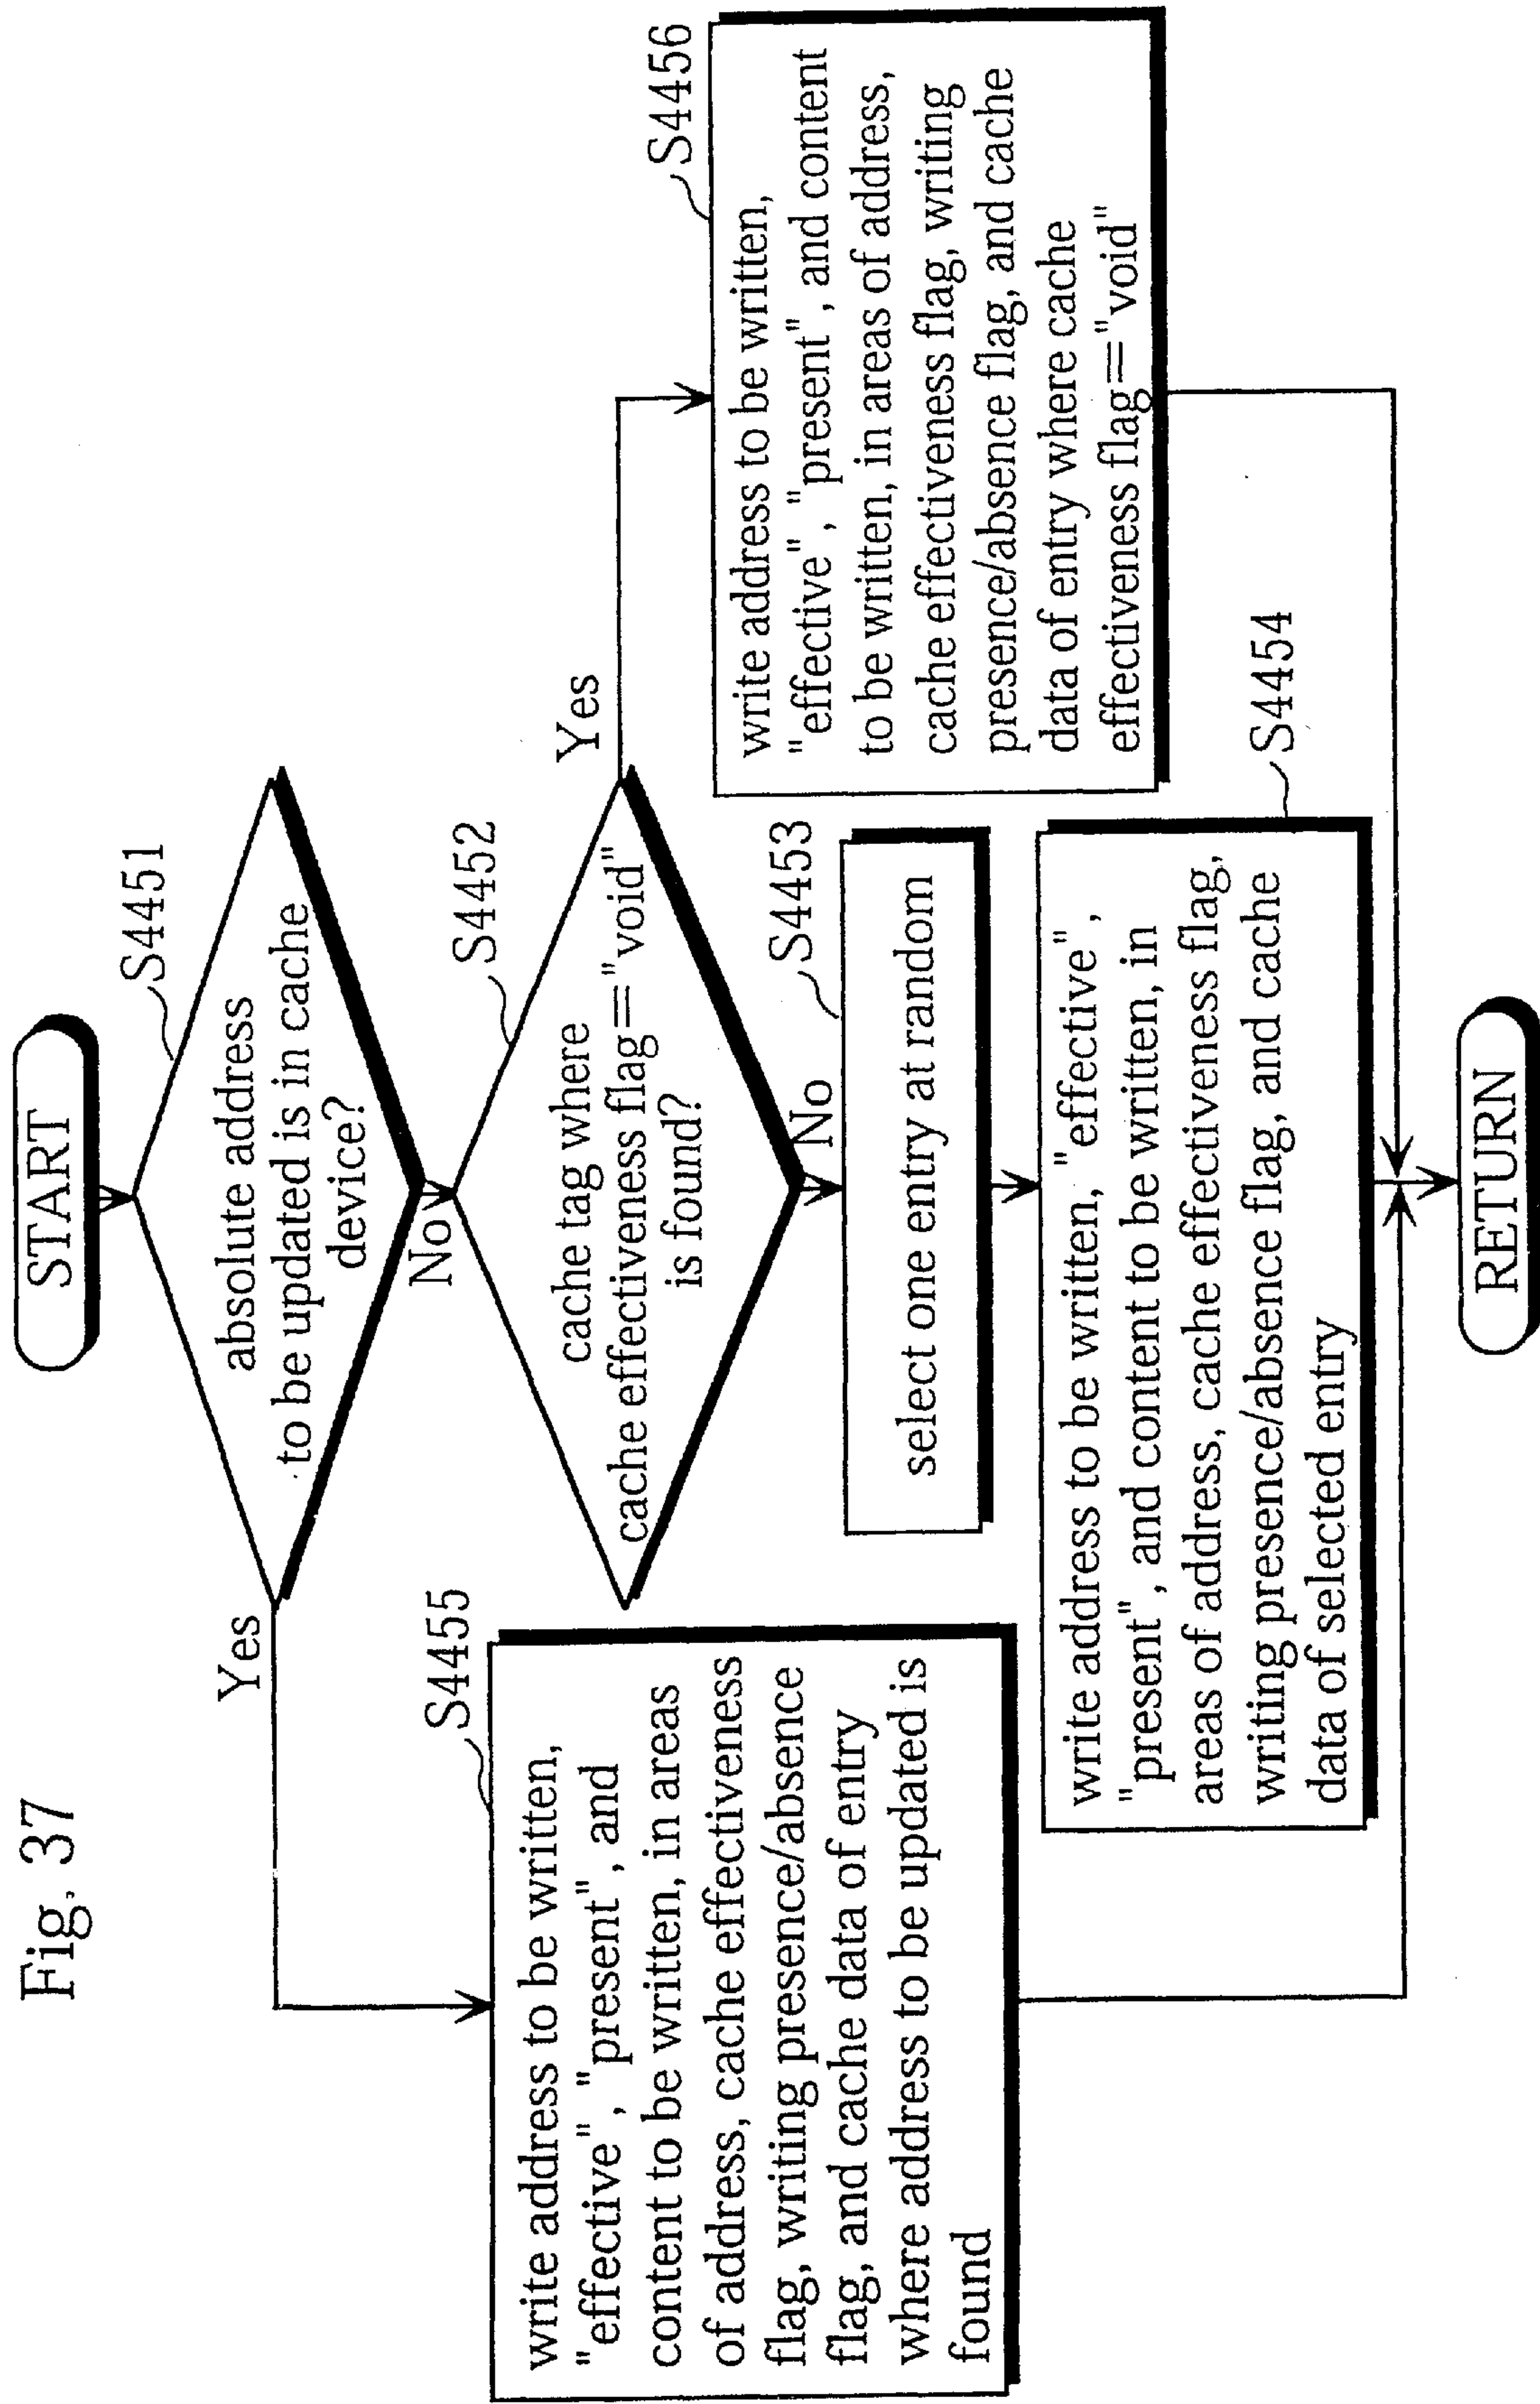 Fig. 37
START
S4451
absolute address
to be updated is in cache
device?
Yes
No
S4452
cache tag where
cache effectiveness flag="void"
is found?
Yes
No
S4455
write address to be written,
"effective", "present", and
content to be written, in areas
of address, cache effectiveness
flag, writing presence/absence
flag, and cache data of entry
where address to be updated is
found
S4453
select one entry at random
S4456
write address to be written,
"effective", "present", and content
to be written, in areas of address,
cache effectiveness flag, writing
presence/absence flag, and cache
data of entry where cache
effectiveness flag="void"
S4454
write address to be written, "effective",
"present", and content to be written, in
areas of address, cache effectiveness flag,
writing presence/absence flag, and cache
data of selected entry
RETURN